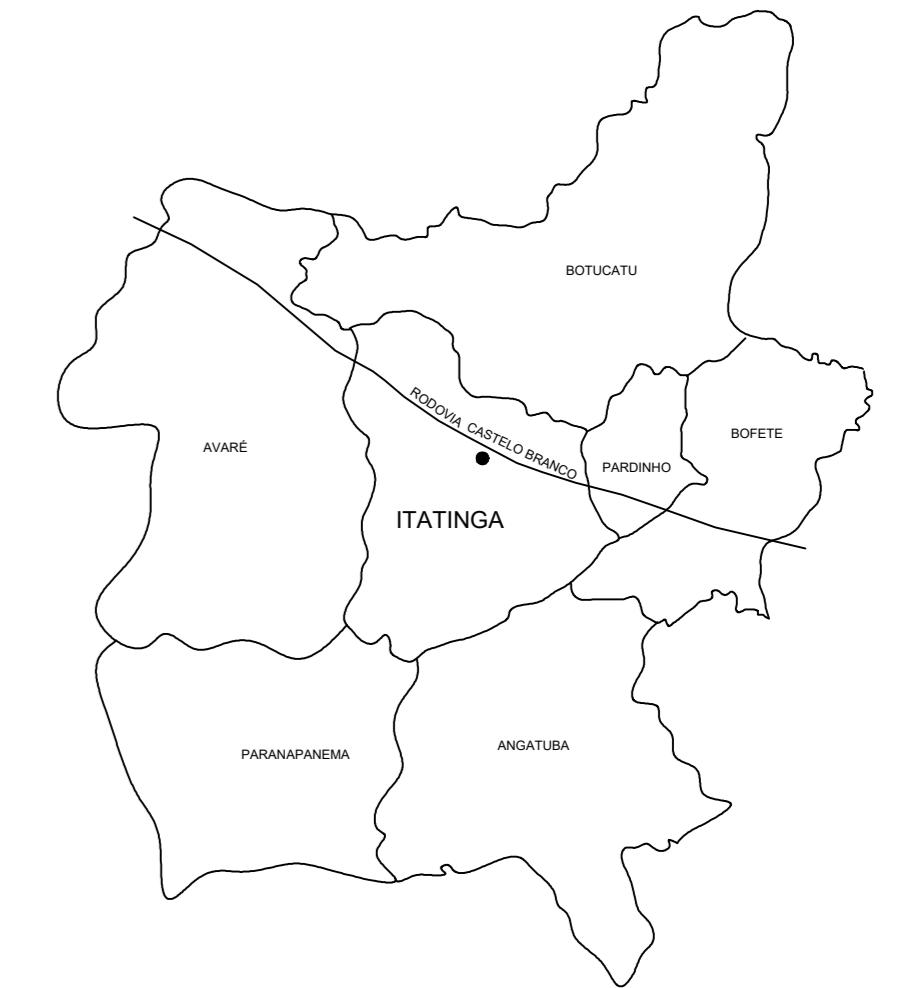 BOTUCATU
RODOVIA CASTELO BRANCO
BOFETE
AVARÉ
PARDINHO
ITATINGA
ANGATUBA
PARANAPANEMA